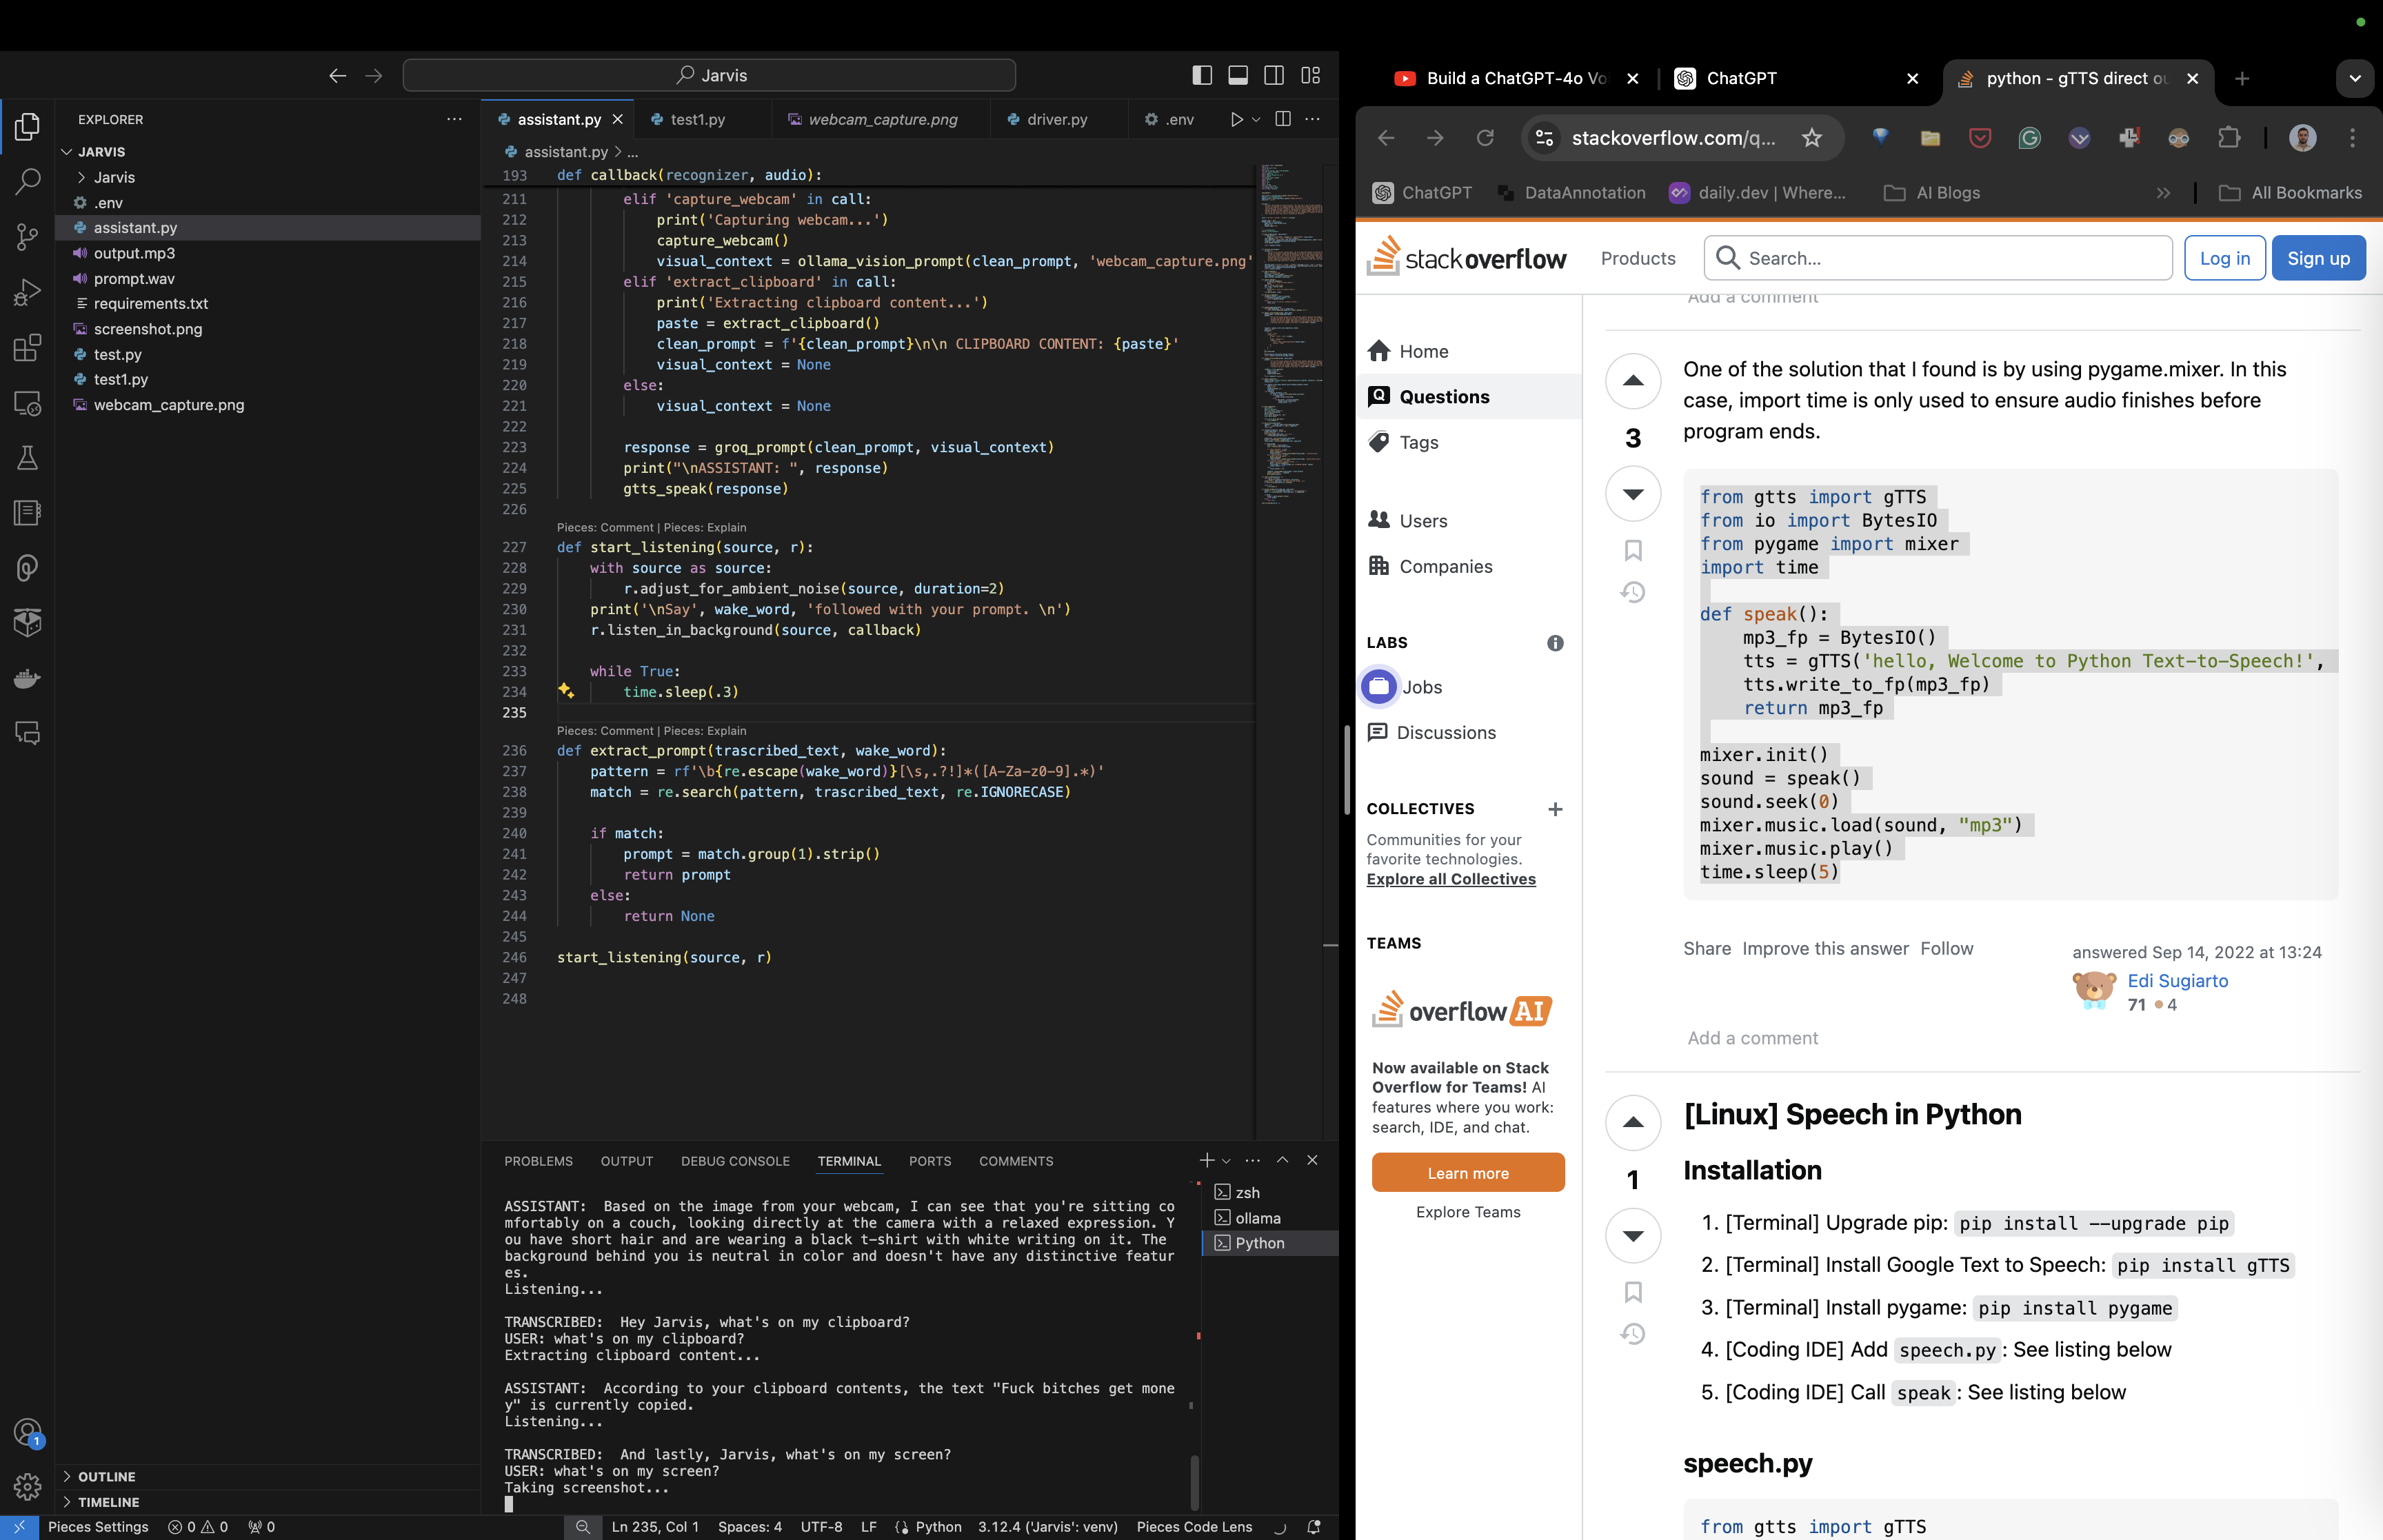 Jarvis
EXPLORER
JARVIS
Jarvis
.env
assistant.py
output.mp3
prompt.wav
requirements.txt
screenshot.png
test.py
test1.py
webcam_capture.png
OUTLINE
TIMELINE
assistant.py
test1.py
webcam_capture.png
driver.py
.env
assistant.py > ...
193 def callback(recognizer, audio):
211 elif 'capture_webcam' in call:
212 print('Capturing webcam...')
213 capture_webcam()
214 visual_context = ollama_vision_prompt(clean_prompt, 'webcam_capture.png'
215 elif 'extract_clipboard' in call:
216 print('Extracting clipboard content...')
217 paste = extract_clipboard()
218 clean_prompt = f'{clean_prompt}\n\n CLIPBOARD CONTENT: {paste}'
219 visual_context = None
220 else:
221 visual_context = None
222
223 response = groq_prompt(clean_prompt, visual_context)
224 print("\nASSISTANT: ", response)
225 gtts_speak(response)
226
Pieces: Comment | Pieces: Explain
227 def start_listening(source, r):
228 with source as source:
229 r.adjust_for_ambient_noise(source, duration=2)
230 print('\nSay', wake_word, 'followed with your prompt. \n')
231 r.listen_in_background(source, callback)
232
233 while True:
234 time.sleep(.3)
235
Pieces: Comment | Pieces: Explain
236 def extract_prompt(trascribed_text, wake_word):
237 pattern = rf'\b{re.escape(wake_word)}[\s,.?!]*([A-Za-z0-9].*)'
238 match = re.search(pattern, trascribed_text, re.IGNORECASE)
239
240 if match:
241 prompt = match.group(1).strip()
242 return prompt
243 else:
244 return None
245
246 start_listening(source, r)
247
248
PROBLEMS OUTPUT DEBUG CONSOLE TERMINAL PORTS COMMENTS
ASSISTANT:  Based on the image from your webcam, I can see that you're sitting co
mfortably on a couch, looking directly at the camera with a relaxed expression. Y
ou have short hair and are wearing a black t-shirt with white writing on it. The
background behind you is neutral in color and doesn't have any distinctive featur
es.
Listening...
TRANSCRIBED:  Hey Jarvis, what's on my clipboard?
USER: what's on my clipboard?
Extracting clipboard content...
ASSISTANT:  According to your clipboard contents, the text "Fuck bitches get mone
y" is currently copied.
Listening...
TRANSCRIBED:  And lastly, Jarvis, what's on my screen?
USER: what's on my screen?
Taking screenshot...
zsh
ollama
Python
1
Pieces Settings 0 0 0 Ln 235, Col 1 Spaces: 4 UTF-8 LF Python 3.12.4 ('Jarvis': venv) Pieces Code Lens
Build a ChatGPT-4o Vo
ChatGPT
python - gTTS direct ou
stackoverflow.com/q...
ChatGPT DataAnnotation daily.dev | Where... AI Blogs All Bookmarks
stackoverflow Products Search... Log in Sign up
Home
Questions
Tags
Users
Companies
LABS
Jobs
Discussions
COLLECTIVES
Communities for your
favorite technologies.
Explore all Collectives
TEAMS
overflow AI
Now available on Stack
Overflow for Teams! AI
features where you work:
search, IDE, and chat.
Learn more
Explore Teams
Add a comment
3
One of the solution that I found is by using pygame.mixer. In this
case, import time is only used to ensure audio finishes before
program ends.
from gtts import gTTS
from io import BytesIO
from pygame import mixer
import time
def speak():
mp3_fp = BytesIO()
tts = gTTS('hello, Welcome to Python Text-to-Speech!',
tts.write_to_fp(mp3_fp)
return mp3_fp
mixer.init()
sound = speak()
sound.seek(0)
mixer.music.load(sound, "mp3")
mixer.music.play()
time.sleep(5)
Share Improve this answer Follow
answered Sep 14, 2022 at 13:24
Edi Sugiarto
71 4
Add a comment
1
[Linux] Speech in Python
Installation
1. [Terminal] Upgrade pip: pip install --upgrade pip
2. [Terminal] Install Google Text to Speech: pip install gTTS
3. [Terminal] Install pygame: pip install pygame
4. [Coding IDE] Add speech.py: See listing below
5. [Coding IDE] Call speak: See listing below
speech.py
from gtts import gTTS